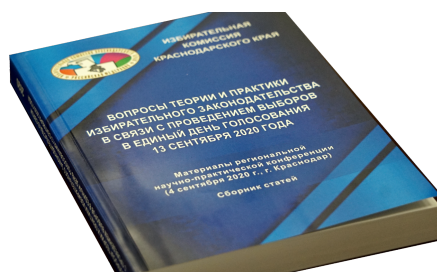 ИЗБИРАТЕЛЬНАЯ
КОМИССИЯ
КРАСНОДАРСКОГО КРАЯ
ВОПРОСЫ ТЕОРИИ И ПРАКТИКИ
ИЗБИРАТЕЛЬНОГО ЗАКОНОДАТЕЛЬСТВА
В СВЯЗИ С ПРОВЕДЕНИЕМ ВЫБОРОВ
В ЕДИНЫЙ ДЕНЬ ГОЛОСОВАНИЯ
13 СЕНТЯБРЯ 2020 ГОДА
Материалы региональной
научно-практической конференции
(4 сентября 2020 г., г. Краснодар)
Сборник статей